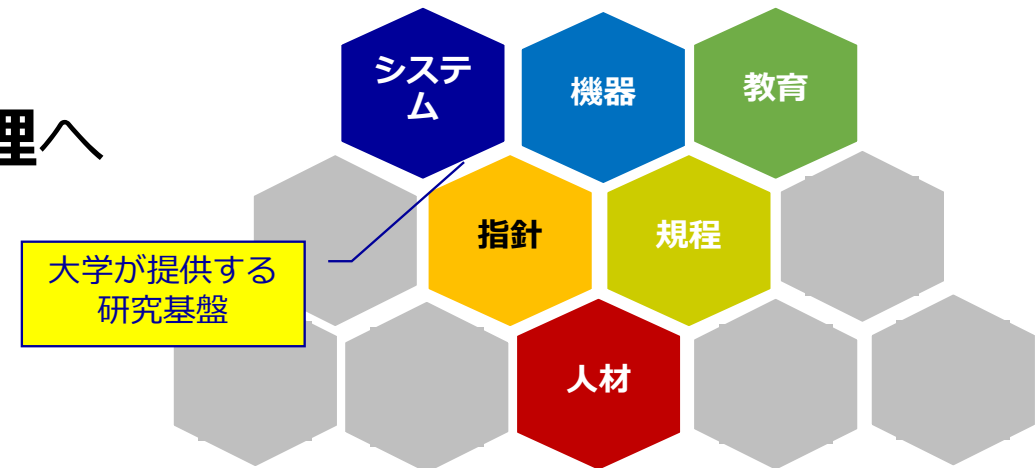 システ
ム
機器
教育
理へ
指針
規程
大学が提供する
研究基盤
人材